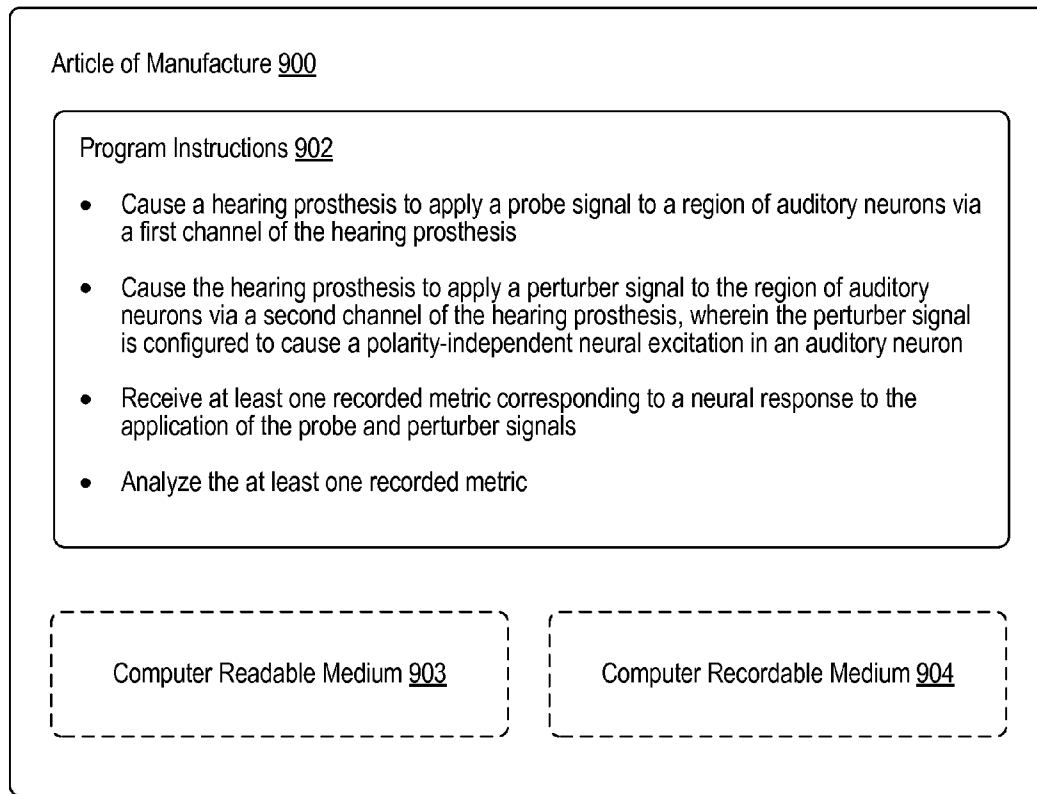 Article of Manufacture 900
Program Instructions 902
• Cause a hearing prosthesis to apply a probe signal to a region of auditory neurons via
a first channel of the hearing prosthesis
• Cause the hearing prosthesis to apply a perturber signal to the region of auditory
neurons via a second channel of the hearing prosthesis, wherein the perturber signal
is configured to cause a polarity-independent neural excitation in an auditory neuron
• Receive at least one recorded metric corresponding to a neural response to the
application of the probe and perturber signals
• Analyze the at least one recorded metric
Computer Readable Medium 903
Computer Recordable Medium 904